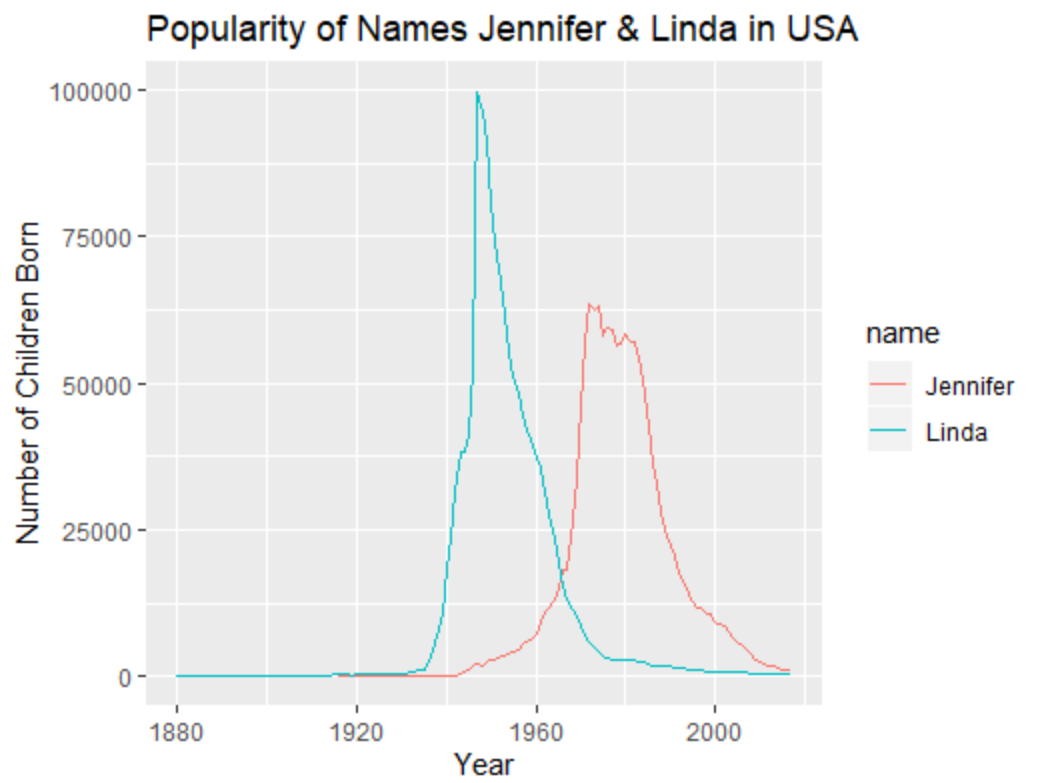 Popularity of Names Jennifer & Linda in USA
100000
75000
50000
25000
0
Number of Children Born
1880 1920 1960 2000
Year
name
Jennifer
Linda